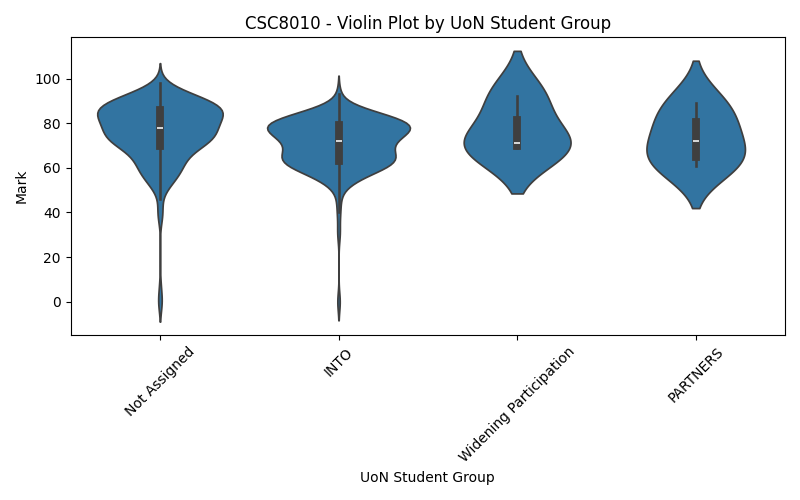 CSC8010 - Violin Plot by UoN Student Group
Mark
100
80
60
40
20
0
Not Assigned
INTO
Widening Participation
PARTNERS
UoN Student Group